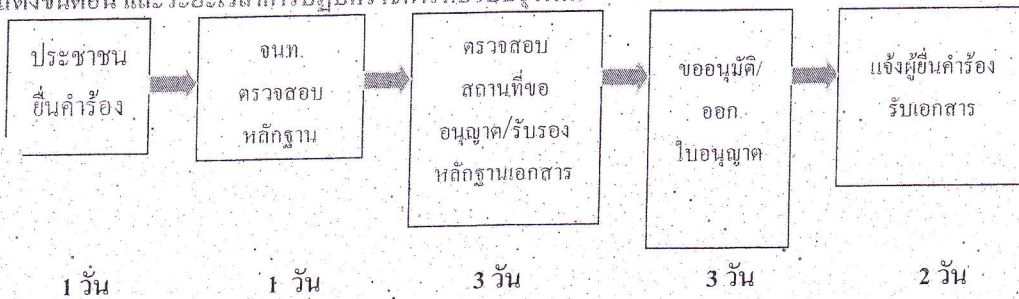 ประชาชน
ยื่นคำร้อง
จนท.
ตรวจสอบ
หลักฐาน
ตรวจสอบ
สถานที่ขอ
อนุญาต/รับรอง
หลักฐานเอกสาร
ขออนุมัติ/
ออก
ใบอนุญาต
แจ้งผู้ยื่นคำร้อง
รับเอกสาร
1 วัน
1 วัน
3 วัน
3 วัน
2 วัน